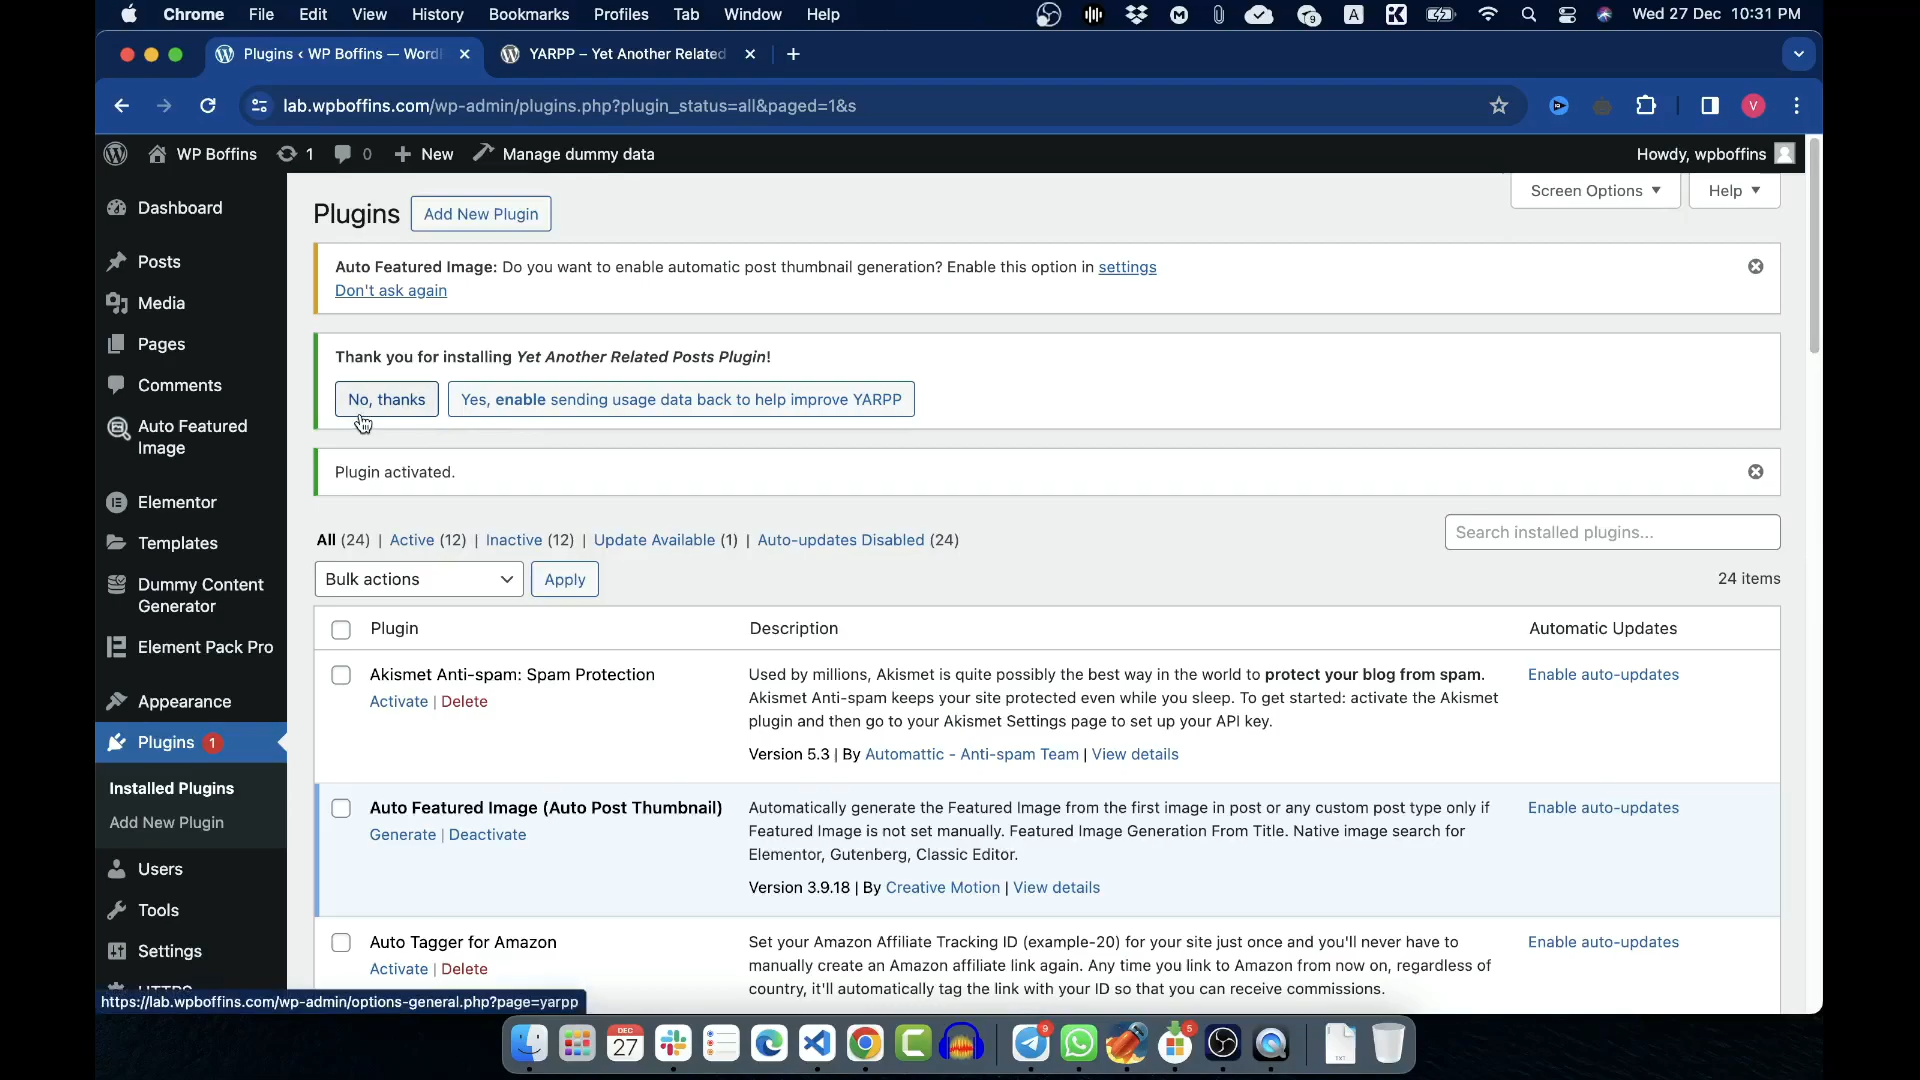 Chrome File Edit View History Bookmarks Profiles Tab Window Help 9 A Wed 27 Dec 10:31 PM
Plugins ‹ WP Boffins — Word
YARPP – Yet Another Related
lab.wpboffins.com/wp-admin/plugins.php?plugin_status=all&paged=1&s
V
WP Boffins 1 0 New Manage dummy data Howdy, wpboffins
Screen Options Help
Dashboard
Posts
Media
Pages
Comments
Auto Featured
Image
Elementor
Templates
Dummy Content
Generator
Element Pack Pro
Appearance
Plugins 1
Installed Plugins
Add New Plugin
Users
Tools
Settings
Plugins Add New Plugin
Auto Featured Image: Do you want to enable automatic post thumbnail generation? Enable this option in settings
Don't ask again
Thank you for installing Yet Another Related Posts Plugin!
No, thanks Yes, enable sending usage data back to help improve YARPP
Plugin activated.
All (24) | Active (12) | Inactive (12) | Update Available (1) | Auto-updates Disabled (24)
Search installed plugins...
Bulk actions Apply 24 items
Plugin Description Automatic Updates
Akismet Anti-spam: Spam Protection
Activate | Delete
Used by millions, Akismet is quite possibly the best way in the world to protect your blog from spam.
Akismet Anti-spam keeps your site protected even while you sleep. To get started: activate the Akismet
plugin and then go to your Akismet Settings page to set up your API key.
Version 5.3 | By Automattic - Anti-spam Team | View details
Enable auto-updates
Auto Featured Image (Auto Post Thumbnail)
Generate | Deactivate
Automatically generate the Featured Image from the first image in post or any custom post type only if
Featured Image is not set manually. Featured Image Generation From Title. Native image search for
Elementor, Gutenberg, Classic Editor.
Version 3.9.18 | By Creative Motion | View details
Enable auto-updates
Auto Tagger for Amazon
Activate | Delete
Set your Amazon Affiliate Tracking ID (example-20) for your site just once and you'll never have to
manually create an Amazon affiliate link again. Any time you link to Amazon from now on, regardless of
country, it'll automatically tag the link with your ID so that you can receive commissions.
Enable auto-updates
https://lab.wpboffins.com/wp-admin/options-general.php?page=yarpp
DEC
27
9
5
TXT